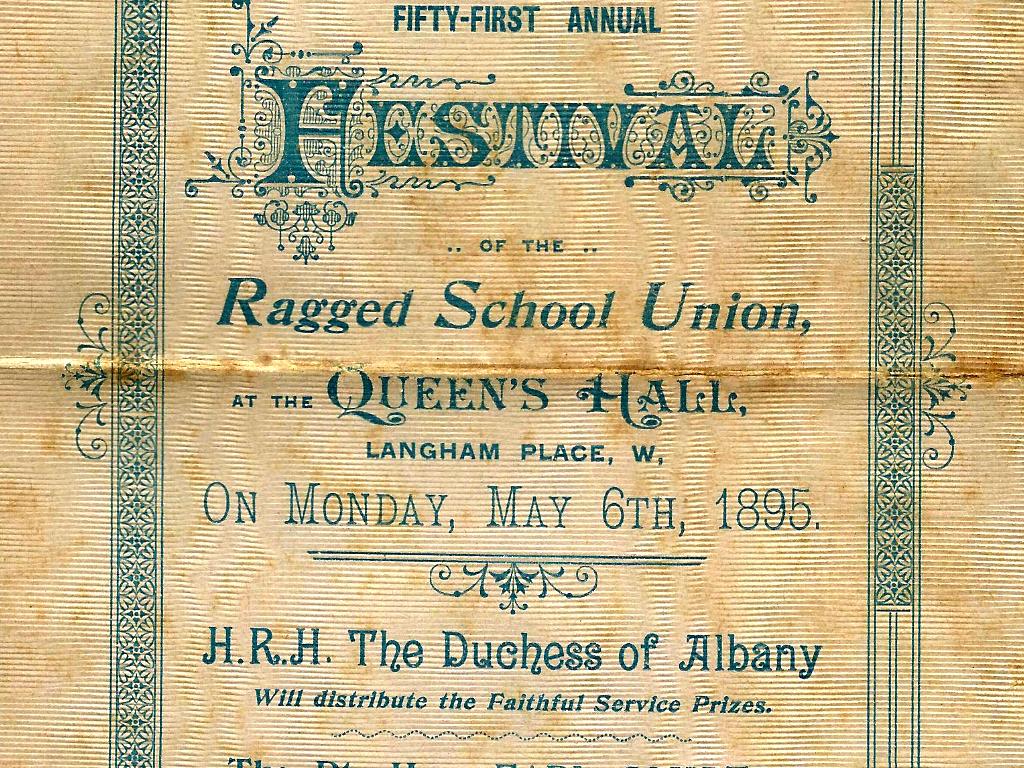 FIFTY-FIRST ANNUAL
FESTIVAL
.. OF THE ..
Ragged School Union,
AT THE QUEEN'S HALL,
LANGHAM PLACE, W,
ON MONDAY, MAY 6TH, 1895.
H.R.H. The Duchess of Albany
Will distribute the Faithful Service Prizes.